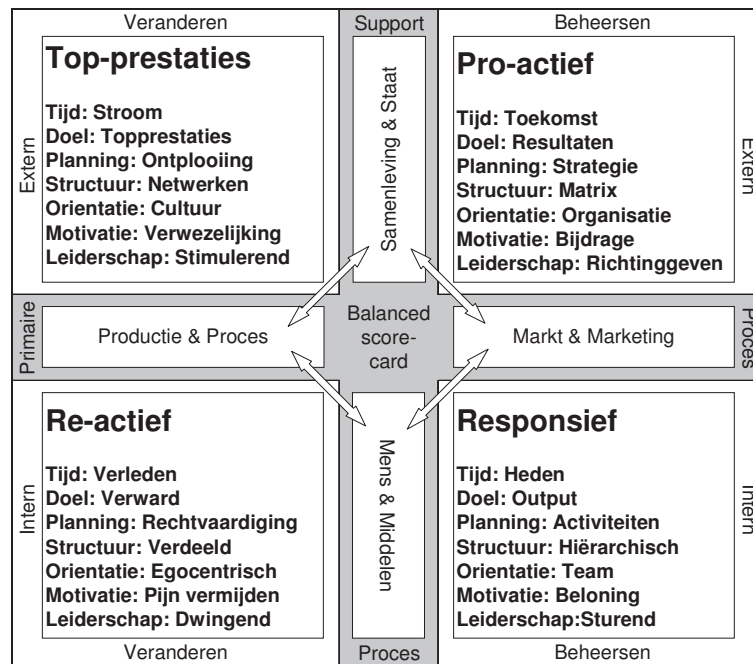 Veranderen
Support
Beheersen
Extern
Top-prestaties
Tijd: Stroom
Doel: Topprestaties
Planning: Ontplooiing
Structuur: Netwerken
Orientatie: Cultuur
Motivatie: Verwezelijking
Leiderschap: Stimulerend
Samenleving & Staat
Pro-actief
Tijd: Toekomst
Doel: Resultaten
Planning: Strategie
Structuur: Matrix
Orientatie: Organisatie
Motivatie: Bijdrage
Leiderschap: Richtinggeven
Extern
Primaire
Productie & Proces
Balanced
score-
card
Markt & Marketing
Proces
Intern
Re-actief
Tijd: Verleden
Doel: Verward
Planning: Rechtvaardiging
Structuur: Verdeeld
Orientatie: Egocentrisch
Motivatie: Pijn vermijden
Leiderschap: Dwingend
Mens & Middelen
Responsief
Tijd: Heden
Doel: Output
Planning: Activiteiten
Structuur: Hiërarchisch
Orientatie: Team
Motivatie: Beloning
Leiderschap:Sturend
Intern
Veranderen
Proces
Beheersen